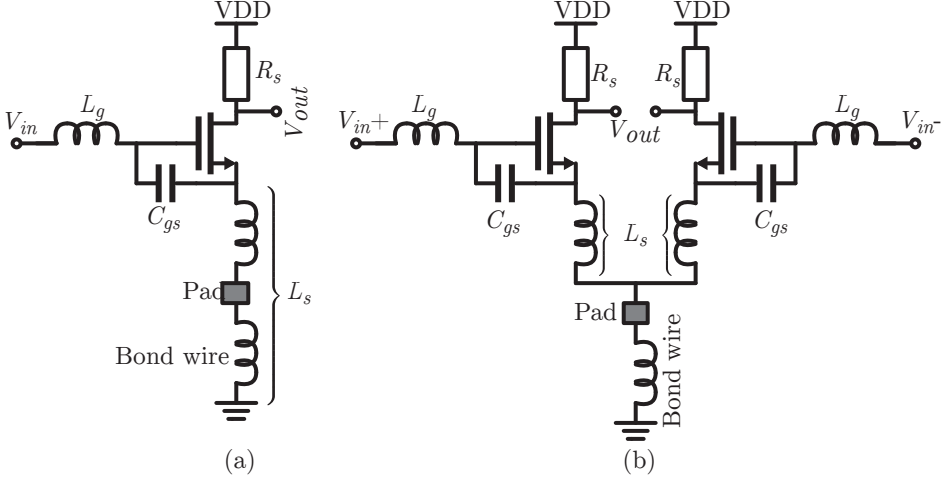 VDD
R_s
L_g
V_in
V_out
C_gs
Pad
L_s
Bond wire
(a)
VDD
VDD
R_s
R_s
L_g
L_g
V_in+
V_out
V_in-
C_gs
C_gs
L_s
Pad
Bond wire
(b)